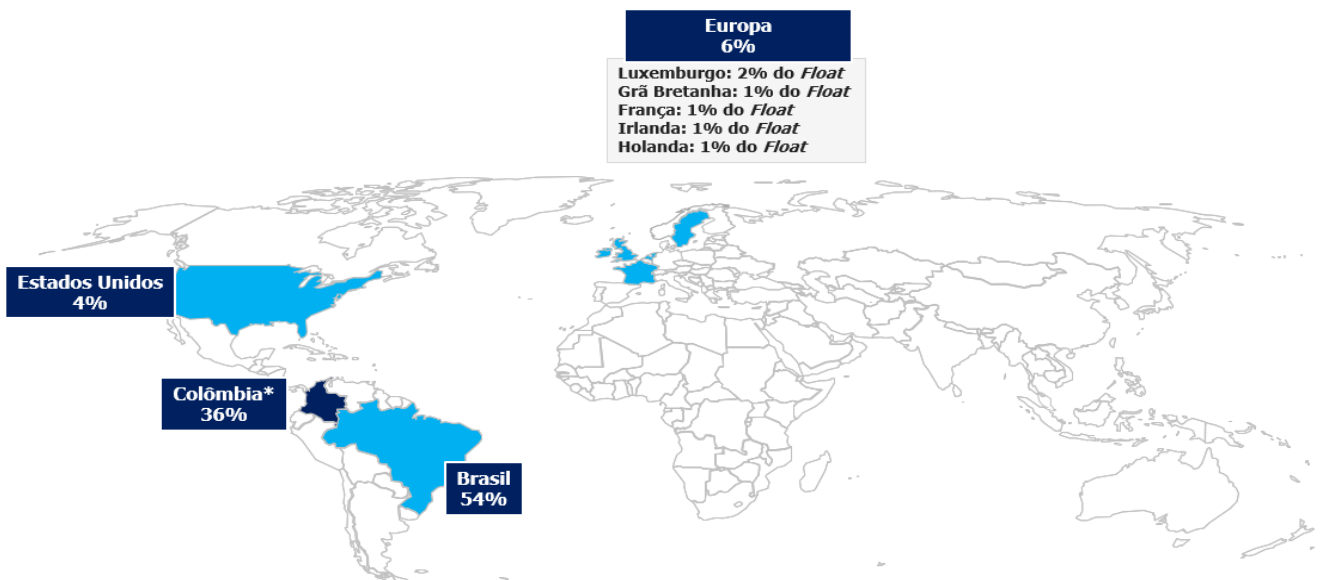 Europa
6%
Luxemburgo: 2% do Float
Grã Bretanha: 1% do Float
França: 1% do Float
Irlanda: 1% do Float
Holanda: 1% do Float
Estados Unidos
4%
Colômbia*
36%
Brasil
54%